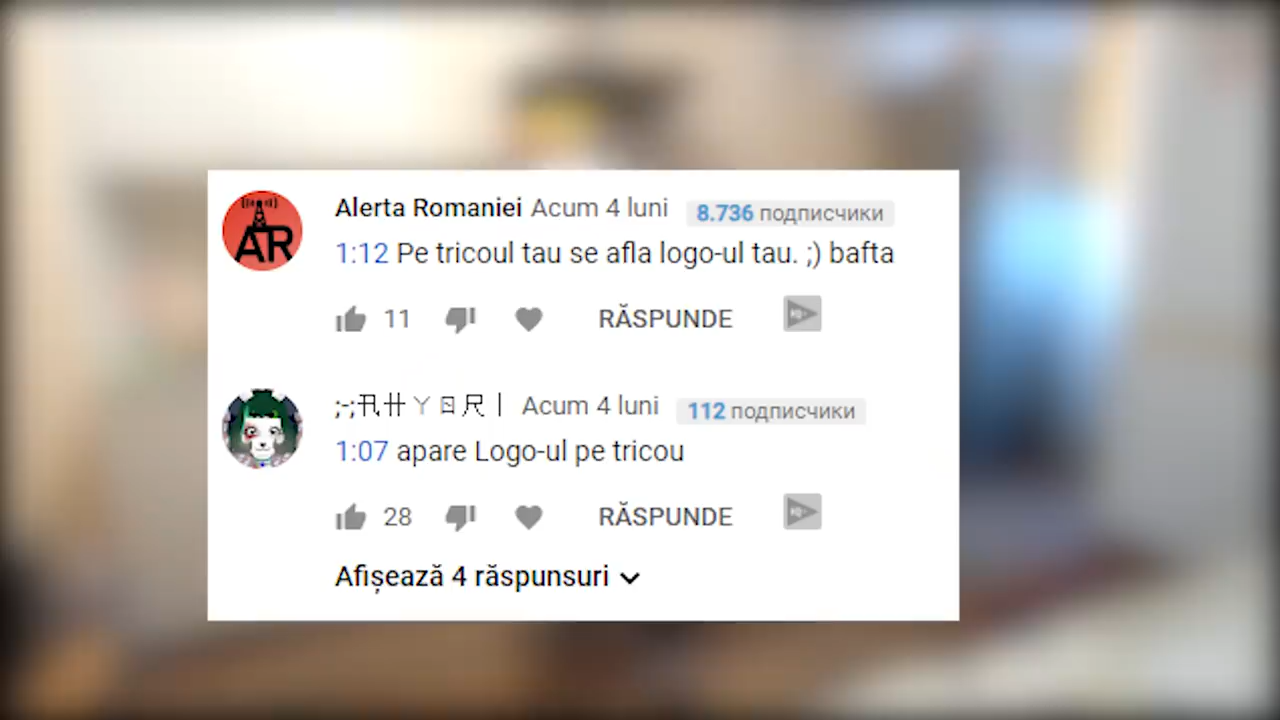 AR
Alerta Romaniei Acum 4 luni 8.736 подписчики
1:12 Pe tricoul tau se afla logo-ul tau. ;) bafta
11 RĂSPUNDE
Acum 4 luni 112 подписчики
1:07 apare Logo-ul pe tricou
28 RĂSPUNDE
Afișează 4 răspunsuri